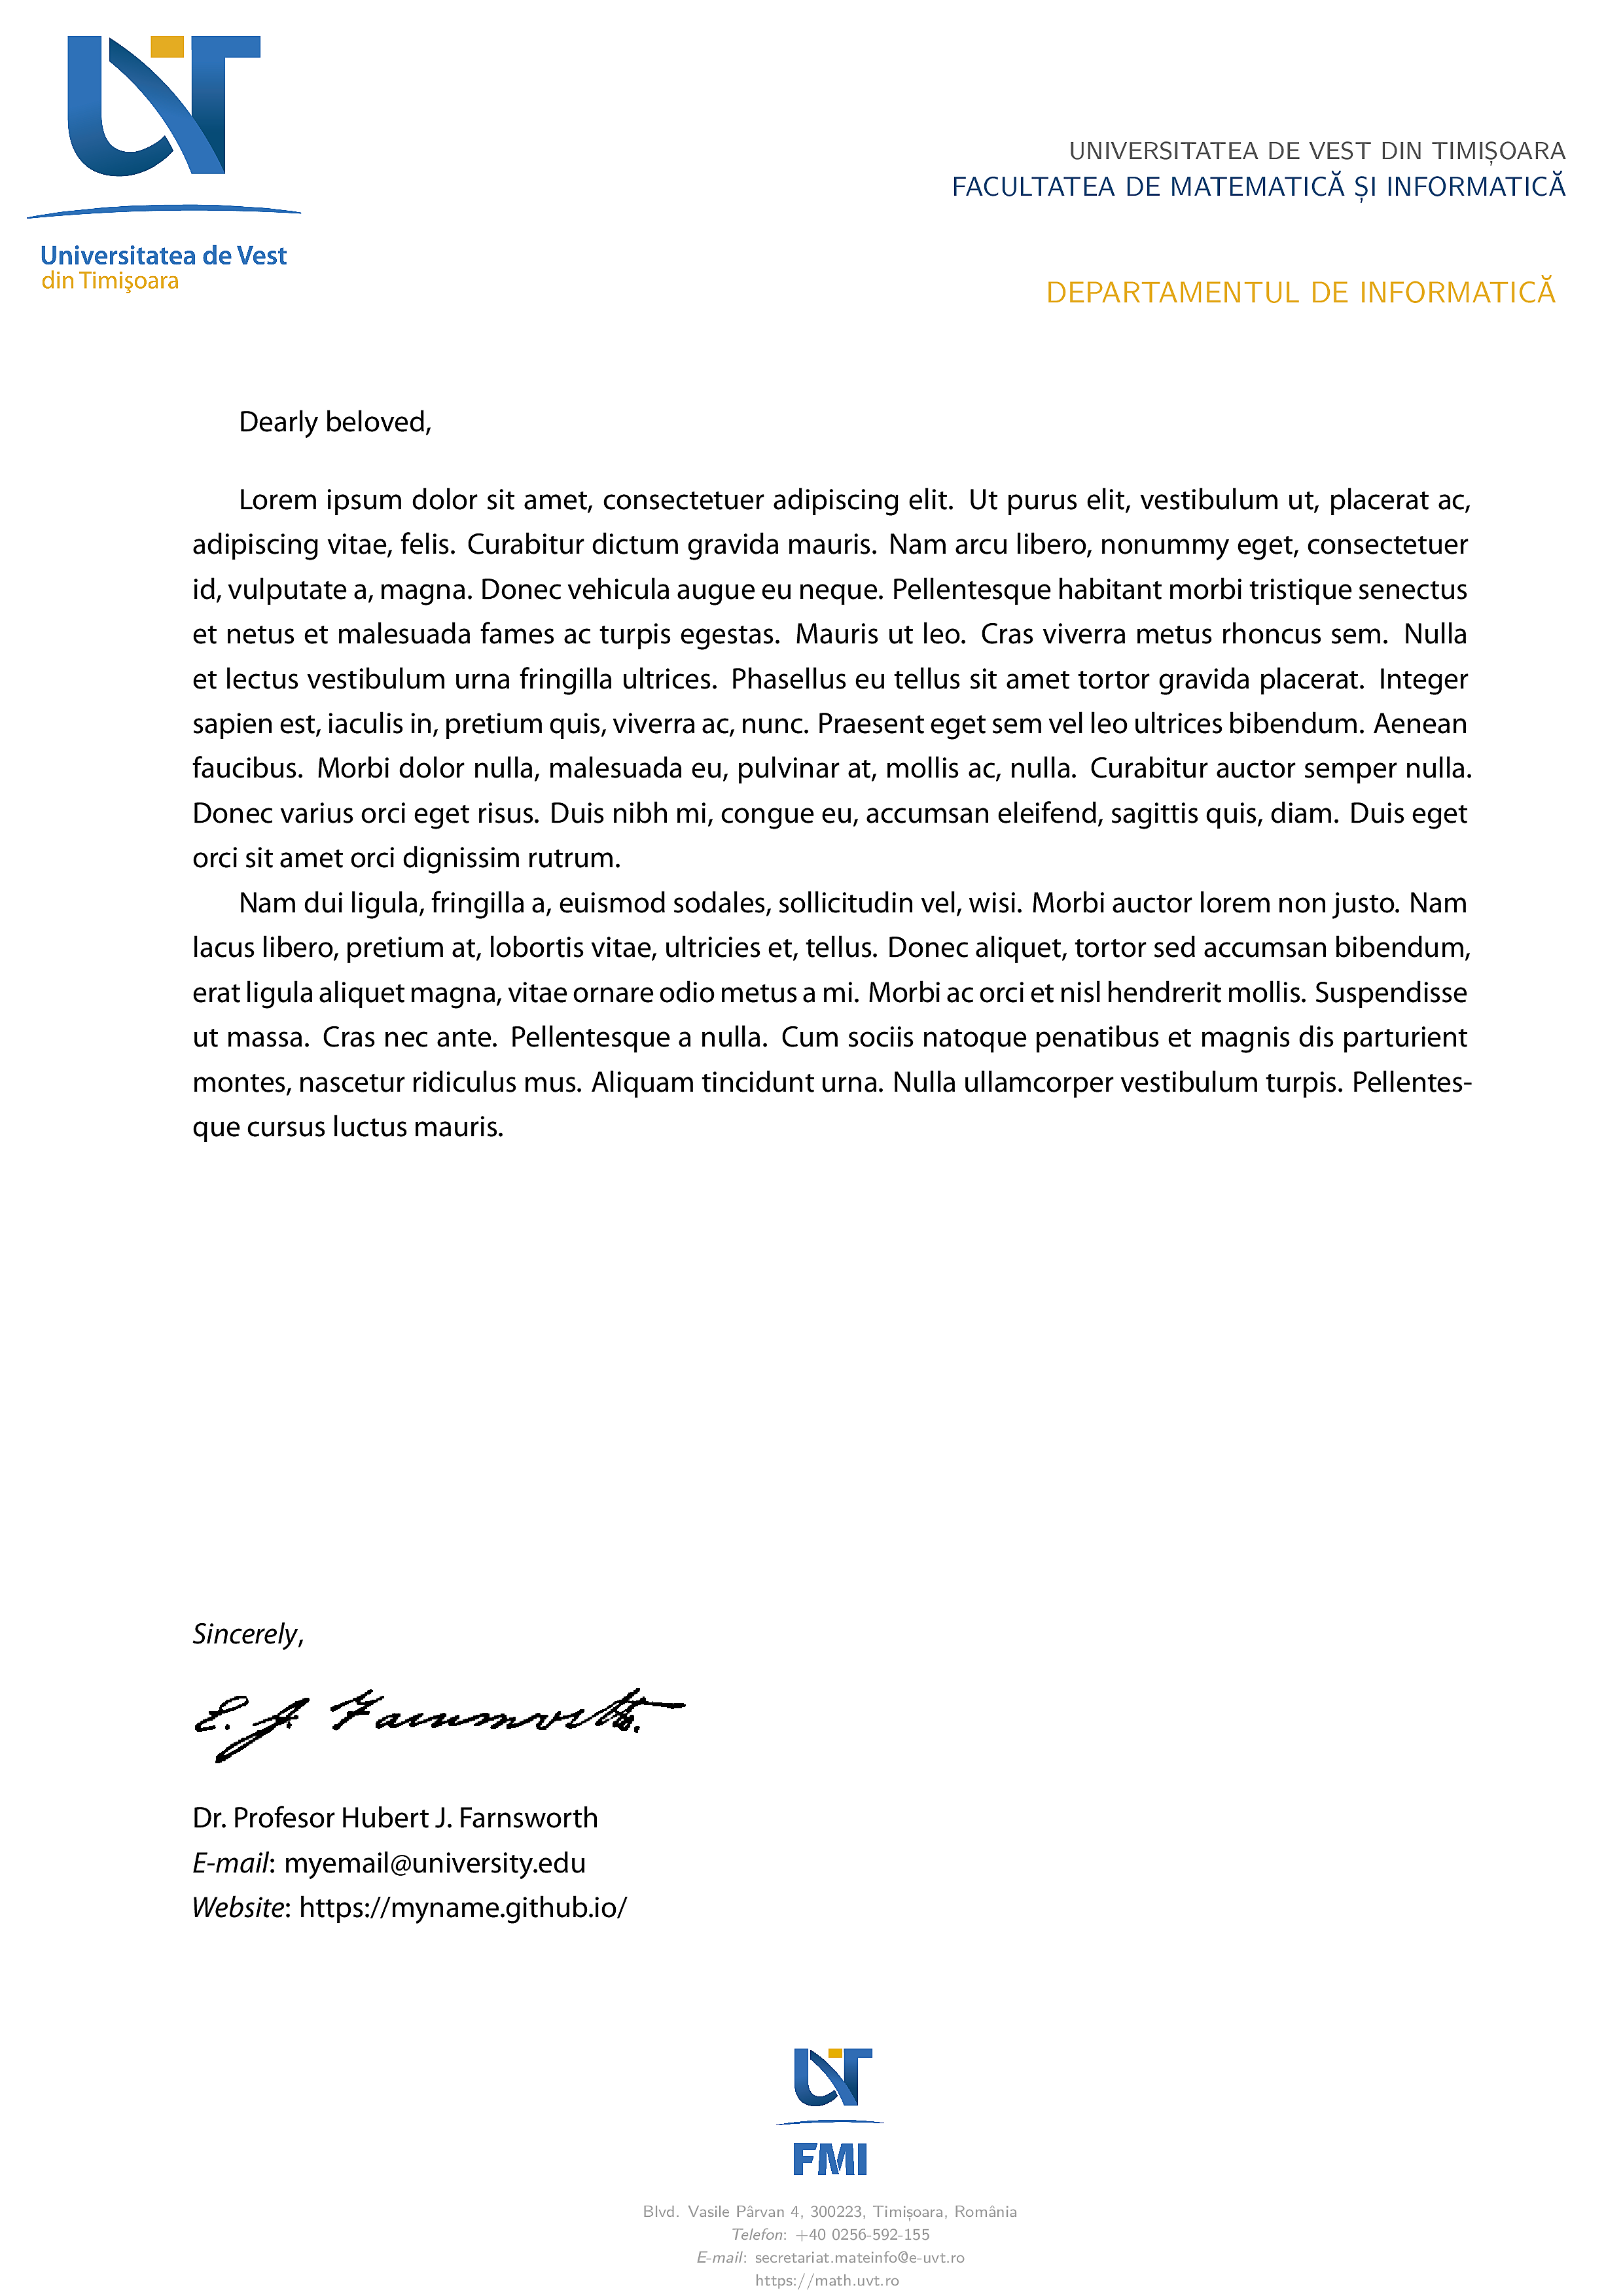 UVT
UNIVERSITATEA DE VEST DIN TIMIȘOARA
FACULTATEA DE MATEMATICĂ ȘI INFORMATICĂ
Universitatea de Vest
din Timişoara
DEPARTAMENTUL DE INFORMATICĂ
Dearly beloved,
Lorem ipsum dolor sit amet, consectetuer adipiscing elit. Ut purus elit, vestibulum ut, placerat ac,
adipiscing vitae, felis. Curabitur dictum gravida mauris. Nam arcu libero, nonummy eget, consectetuer
id, vulputate a, magna. Donec vehicula augue eu neque. Pellentesque habitant morbi tristique senectus
et netus et malesuada fames ac turpis egestas. Mauris ut leo. Cras viverra metus rhoncus sem. Nulla
et lectus vestibulum urna fringilla ultrices. Phasellus eu tellus sit amet tortor gravida placerat. Integer
sapien est, iaculis in, pretium quis, viverra ac, nunc. Praesent eget sem vel leo ultrices bibendum. Aenean
faucibus. Morbi dolor nulla, malesuada eu, pulvinar at, mollis ac, nulla. Curabitur auctor semper nulla.
Donec varius orci eget risus. Duis nibh mi, congue eu, accumsan eleifend, sagittis quis, diam. Duis eget
orci sit amet orci dignissim rutrum.
Nam dui ligula, fringilla a, euismod sodales, sollicitudin vel, wisi. Morbi auctor lorem non justo. Nam
lacus libero, pretium at, lobortis vitae, ultricies et, tellus. Donec aliquet, tortor sed accumsan bibendum,
erat ligula aliquet magna, vitae ornare odio metus a mi. Morbi ac orci et nisl hendrerit mollis. Suspendisse
ut massa. Cras nec ante. Pellentesque a nulla. Cum sociis natoque penatibus et magnis dis parturient
montes, nascetur ridiculus mus. Aliquam tincidunt urna. Nulla ullamcorper vestibulum turpis. Pellentes-
que cursus luctus mauris.
Sincerely,
E. J.
Dr. Profesor Hubert J. Farnsworth
E-mail: myemail@university.edu
Website: https://myname.github.io/
UVT
FMI
Blvd. Vasile Pârvan 4, 300223, Timișoara, România
Telefon: +40 0256-592-155
E-mail: secretariat.mateinfo@e-uvt.ro
https://math.uvt.ro